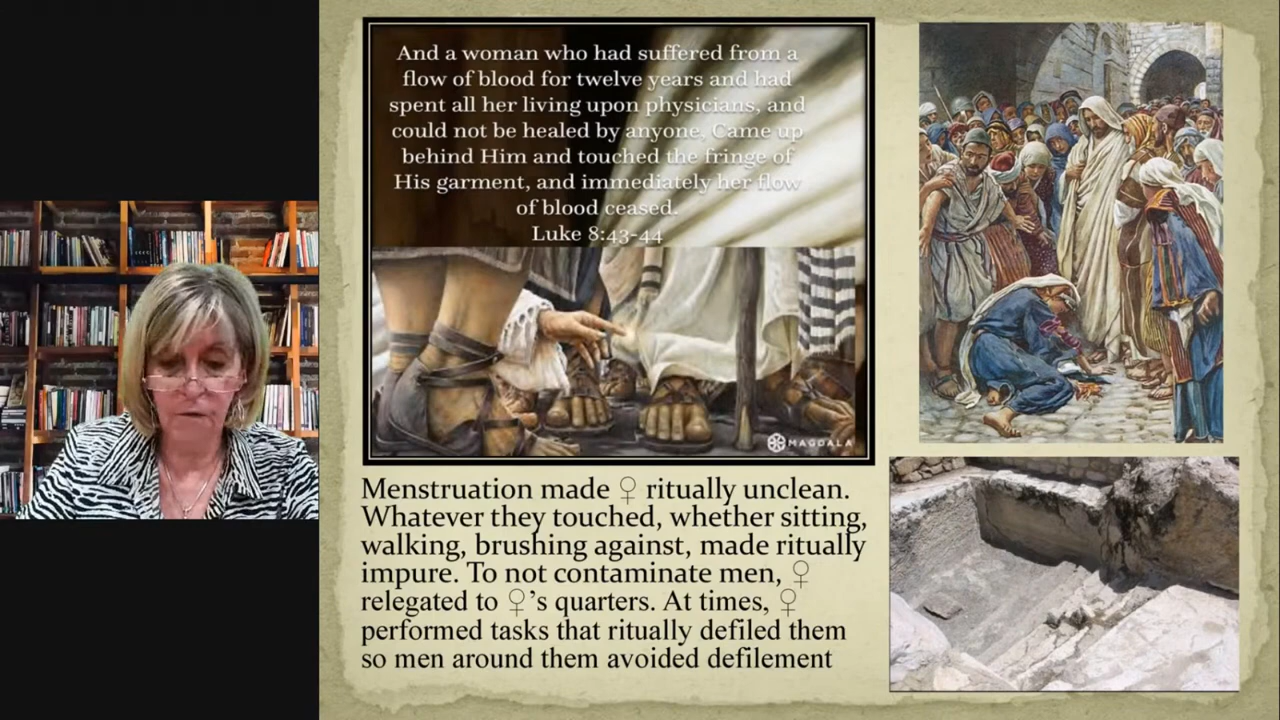 And a woman who had suffered from a
flow of blood for twelve years and had
spent all her living upon physicians, and
could not be healed by anyone. Came up
behind Him and touched the fringe of
His garment, and immediately her flow
of blood ceased.
Luke 8:43-44
MAGDALA
Menstruation made ♀ ritually unclean.
Whatever they touched, whether sitting,
walking, brushing against, made ritually
impure. To not contaminate men, ♀
relegated to ♀'s quarters. At times, ♀
performed tasks that ritually defiled them
so men around them avoided defilement